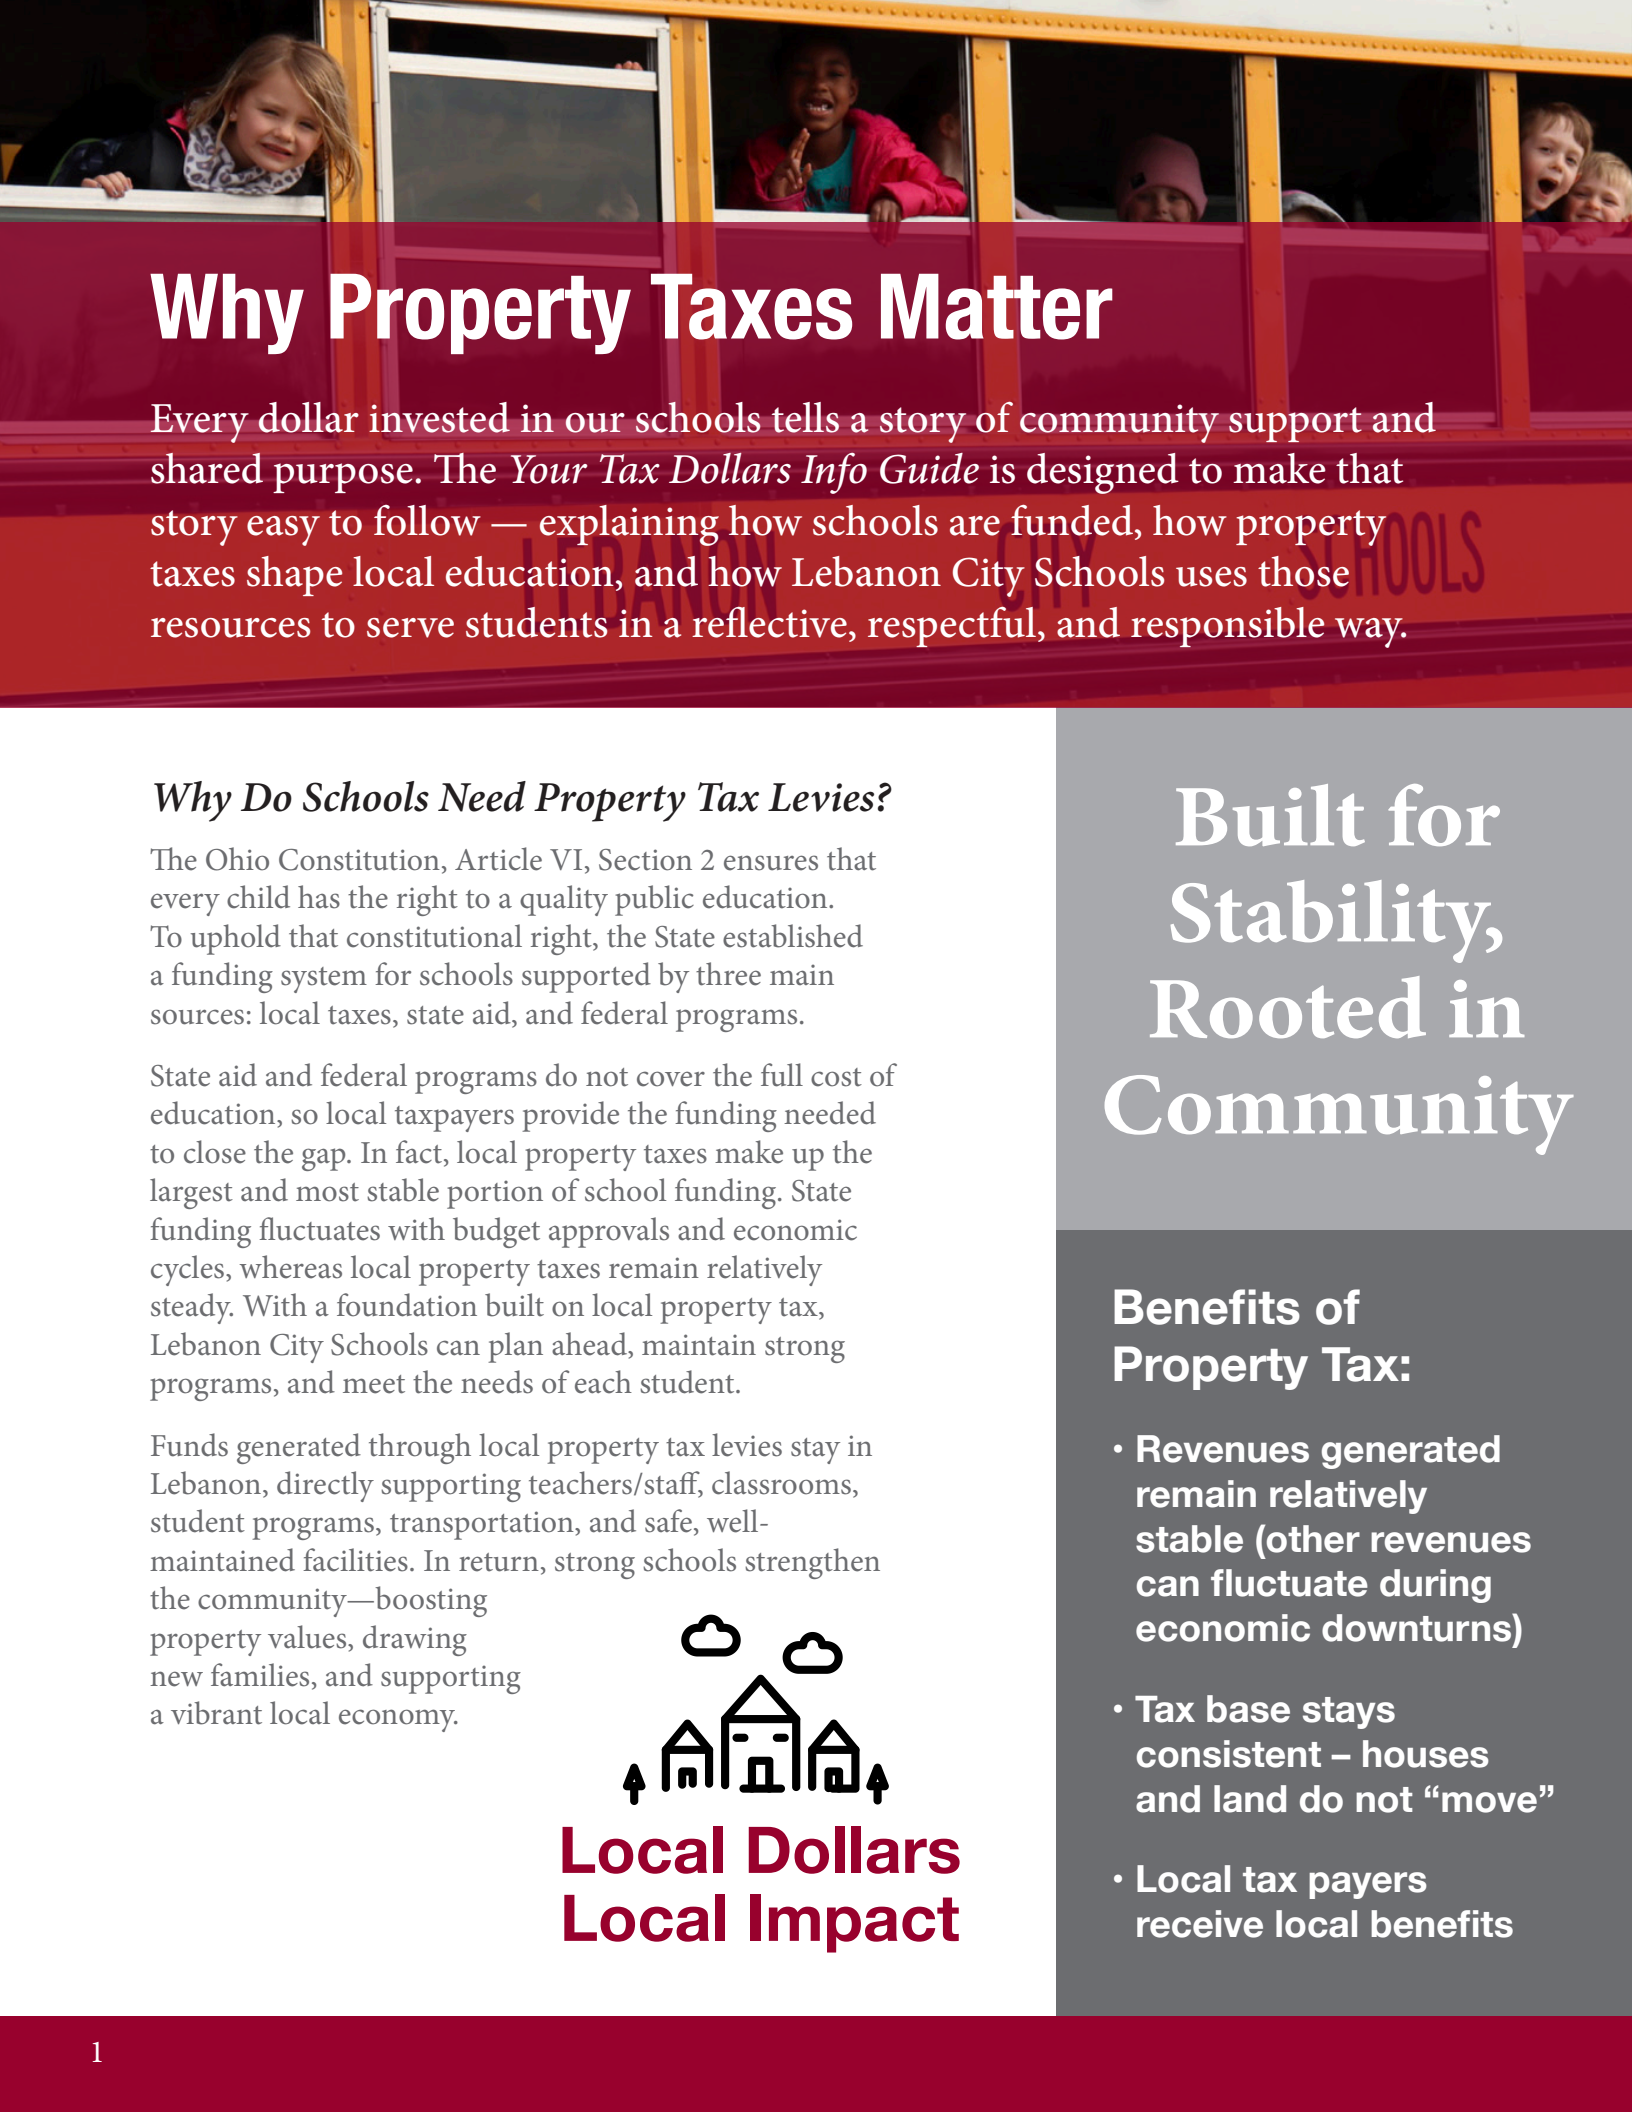 Why Property Taxes Matter
Every dollar invested in our schools tells a story of community support and
shared purpose. The Your Tax Dollars Info Guide is designed to make that
story easy to follow — explaining how schools are funded, how property
taxes shape local education, and how Lebanon City Schools uses those
resources to serve students in a reflective, respectful, and responsible way.
LEBANON CITY SCHOOLS
Why Do Schools Need Property Tax Levies?
The Ohio Constitution, Article VI, Section 2 ensures that
every child has the right to a quality public education.
To uphold that constitutional right, the State established
a funding system for schools supported by three main
sources: local taxes, state aid, and federal programs.
State aid and federal programs do not cover the full cost of
education, so local taxpayers provide the funding needed
to close the gap. In fact, local property taxes make up the
largest and most stable portion of school funding. State
funding fluctuates with budget approvals and economic
cycles, whereas local property taxes remain relatively
steady. With a foundation built on local property tax,
Lebanon City Schools can plan ahead, maintain strong
programs, and meet the needs of each student.
Funds generated through local property tax levies stay in
Lebanon, directly supporting teachers/staff, classrooms,
student programs, transportation, and safe, well-
maintained facilities. In return, strong schools strengthen
the community—boosting
property values, drawing
new families, and supporting
a vibrant local economy.
Local Dollars
Local Impact
Built for
Stability,
Rooted in
Community
Benefits of
Property Tax:
• Revenues generated
remain relatively
stable (other revenues
can fluctuate during
economic downturns)
• Tax base stays
consistent – houses
and land do not “move”
• Local tax payers
receive local benefits
1